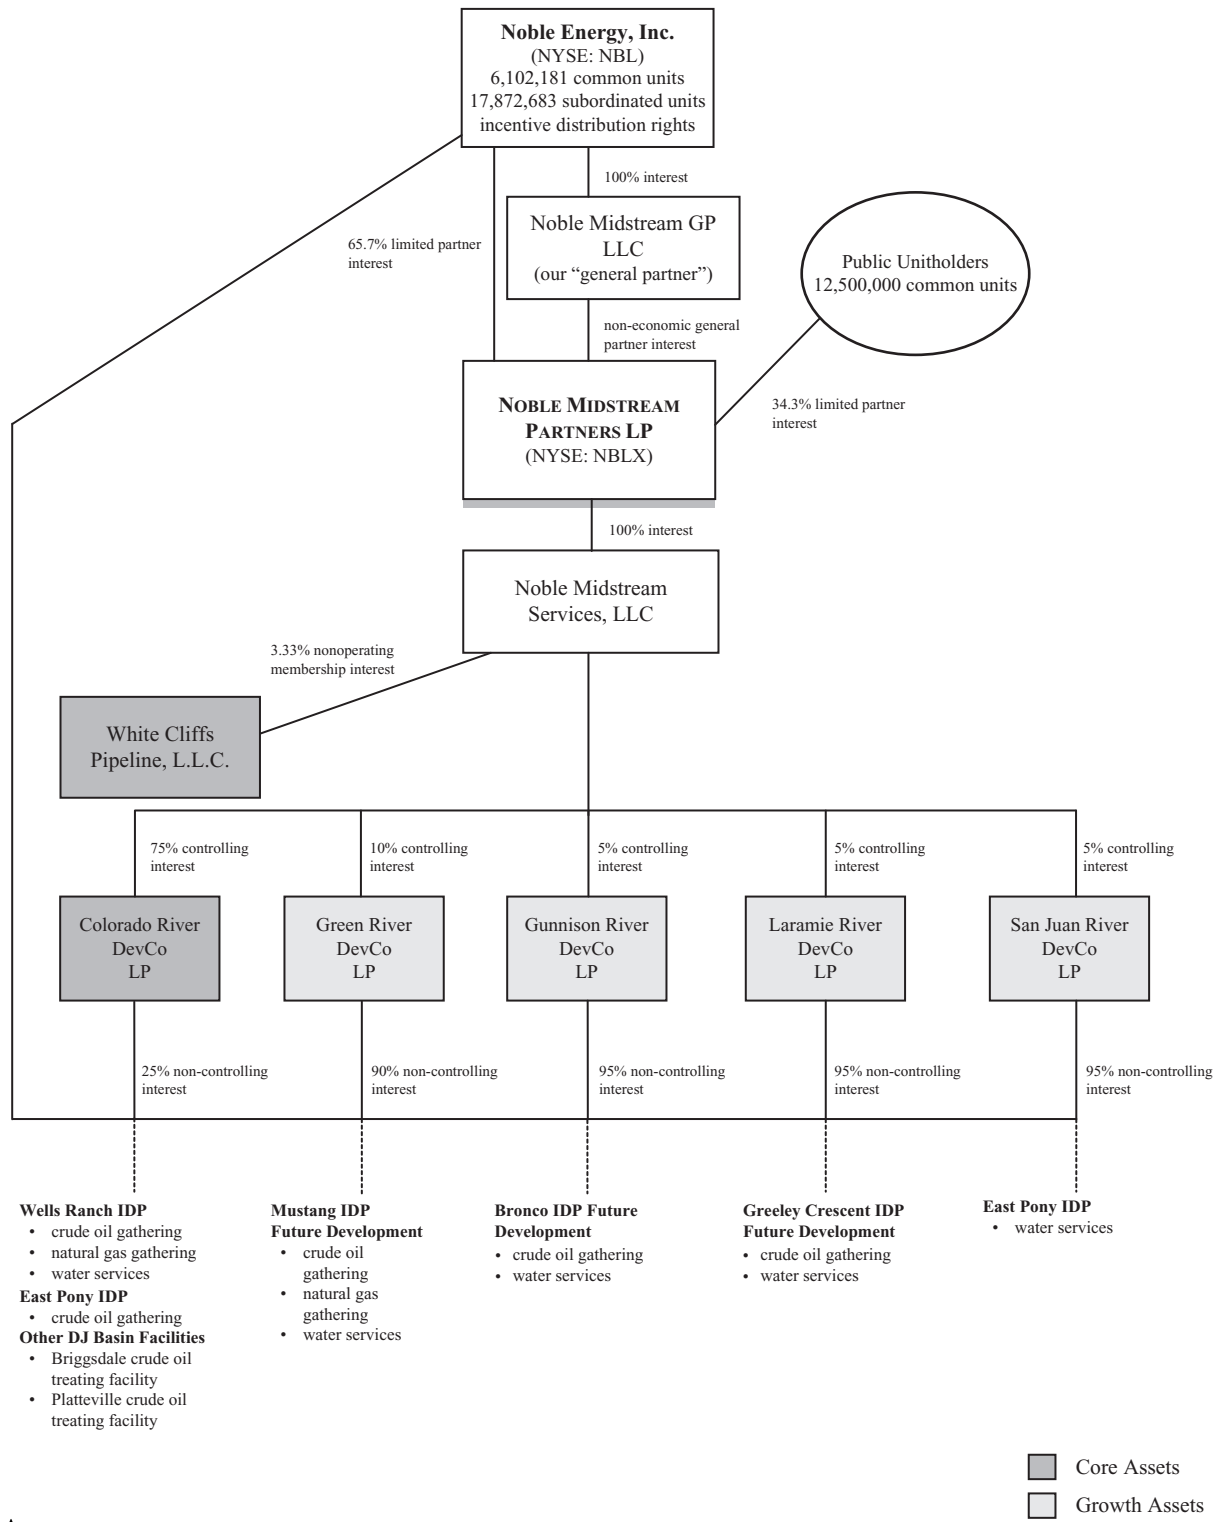 Noble Energy, Inc.
(NYSE: NBL)
6,102,181 common units
17,872,683 subordinated units
incentive distribution rights
100% interest
65.7% limited partner
interest
Noble Midstream GP
LLC
(our “general partner”)
Public Unitholders
12,500,000 common units
non-economic general
partner interest
34.3% limited partner
interest
NOBLE MIDSTREAM
PARTNERS LP
(NYSE: NBLX)
100% interest
Noble Midstream
Services, LLC
3.33% nonoperating
membership interest
White Cliffs
Pipeline, L.L.C.
75% controlling
interest
10% controlling
interest
5% controlling
interest
5% controlling
interest
5% controlling
interest
Colorado River
DevCo
LP
Green River
DevCo
LP
Gunnison River
DevCo
LP
Laramie River
DevCo
LP
San Juan River
DevCo
LP
25% non-controlling
interest
90% non-controlling
interest
95% non-controlling
interest
95% non-controlling
interest
95% non-controlling
interest
Wells Ranch IDP
• crude oil gathering
• natural gas gathering
• water services
East Pony IDP
• crude oil gathering
Other DJ Basin Facilities
• Briggsdale crude oil
treating facility
• Platteville crude oil
treating facility
Mustang IDP
Future Development
• crude oil
gathering
• natural gas
gathering
• water services
Bronco IDP Future
Development
• crude oil gathering
• water services
Greeley Crescent IDP
Future Development
• crude oil gathering
• water services
East Pony IDP
• water services
Core Assets
Growth Assets